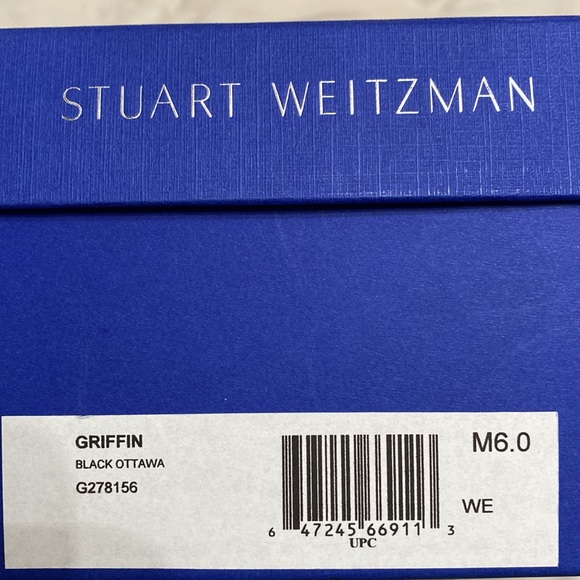 STUART WEITZMAN
GRIFFIN
BLACK OTTAWA
G278156
6 47245 66911 3
UPC
M6.0
WE